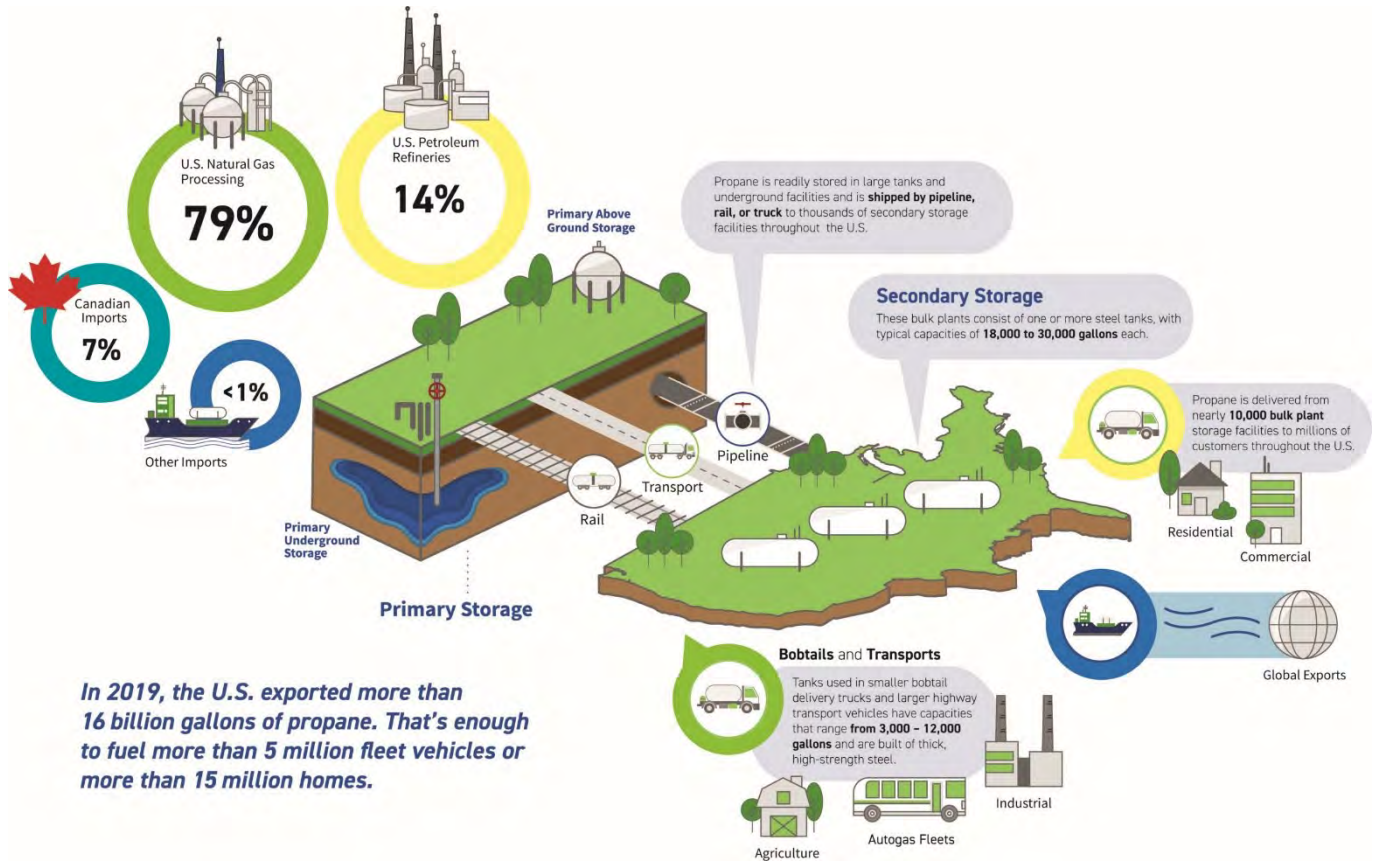 U.S. Natural Gas
Processing
79%
U.S. Petroleum
Refineries
14%
Canadian
Imports
7%
<1%
Other Imports
Primary Above
Ground Storage
Propane is readily stored in large tanks and
underground facilities and is shipped by pipeline,
rail, or truck to thousands of secondary storage
facilities throughout the U.S.
Secondary Storage
These bulk plants consist of one or more steel tanks, with
typical capacities of 18,000 to 30,000 gallons each.
Propane is delivered from
nearly 10,000 bulk plant
storage facilities to millions of
customers throughout the U.S.
Residential
Commercial
Pipeline
Transport
Rail
Primary
Underground
Storage
Primary Storage
Global Exports
Bobtails and Transports
Tanks used in smaller bobtail
delivery trucks and larger highway
transport vehicles have capacities
that range from 3,000 – 12,000
gallons and are built of thick,
high-strength steel.
Industrial
Autogas Fleets
Agriculture
In 2019, the U.S. exported more than
16 billion gallons of propane. That's enough
to fuel more than 5 million fleet vehicles or
more than 15 million homes.